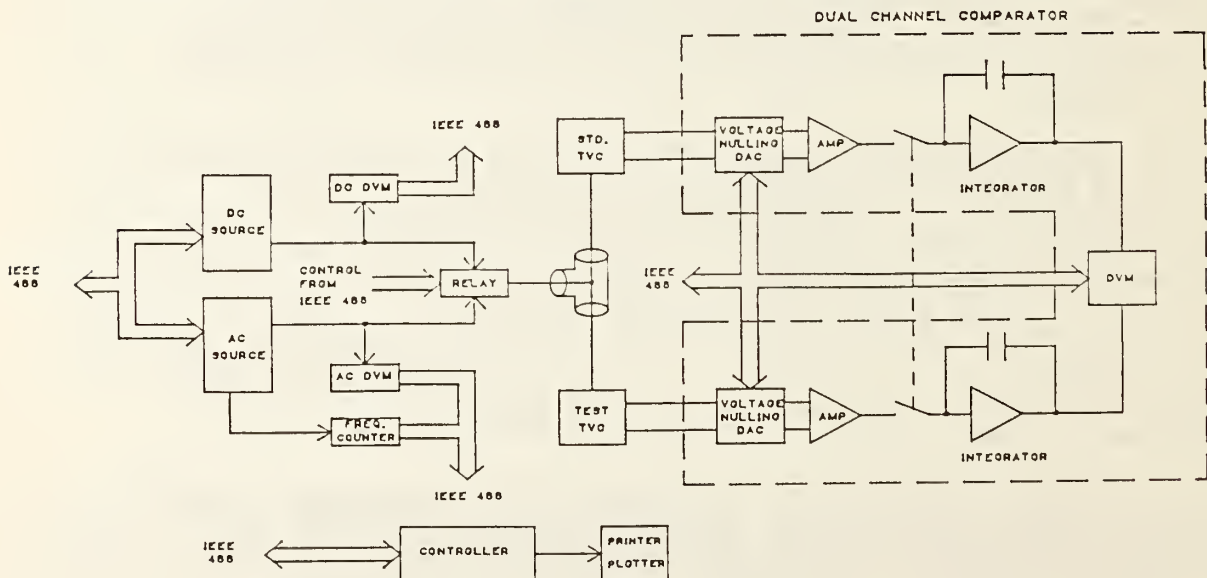 DUAL CHANNEL COMPARATOR
IEEE 488
STD.
TVC
VOLTAGE
NULLING
DAC
AMP
INTEGRATOR
DC DVM
DC
SOURCE
IEEE
488
CONTROL
FROM
IEEE 488
RELAY
IEEE
488
DVM
AC
SOURCE
AC DVM
FREQ.
COUNTER
TEST
TVC
VOLTAGE
NULLING
DAC
AMP
INTEGRATOR
IEEE 488
IEEE
488
CONTROLLER
PRINTER
PLOTTER